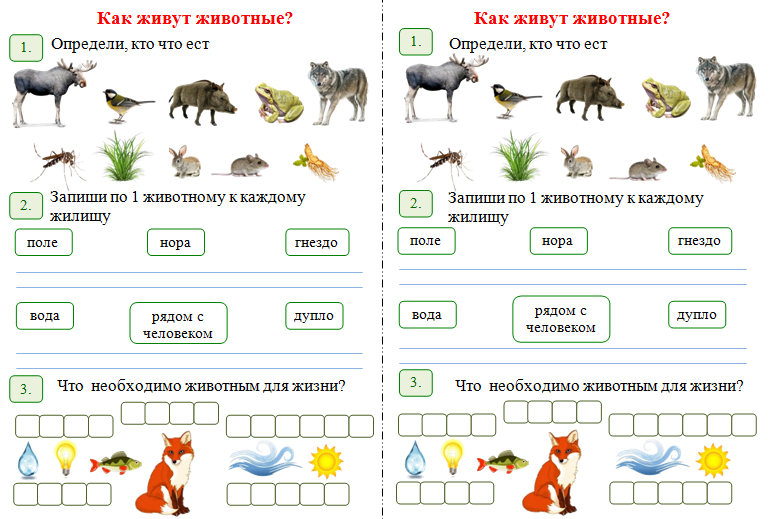 Как живут животные?
1. Определи, кто что ест
2. Запиши по 1 животному к каждому
жилищу
поле нора гнездо
вода рядом с
человеком дупло
3. Что необходимо животным для жизни?
Как живут животные?
1. Определи, кто что ест
2. Запиши по 1 животному к каждому
жилищу
поле нора гнездо
вода рядом с
человеком дупло
3. Что необходимо животным для жизни?